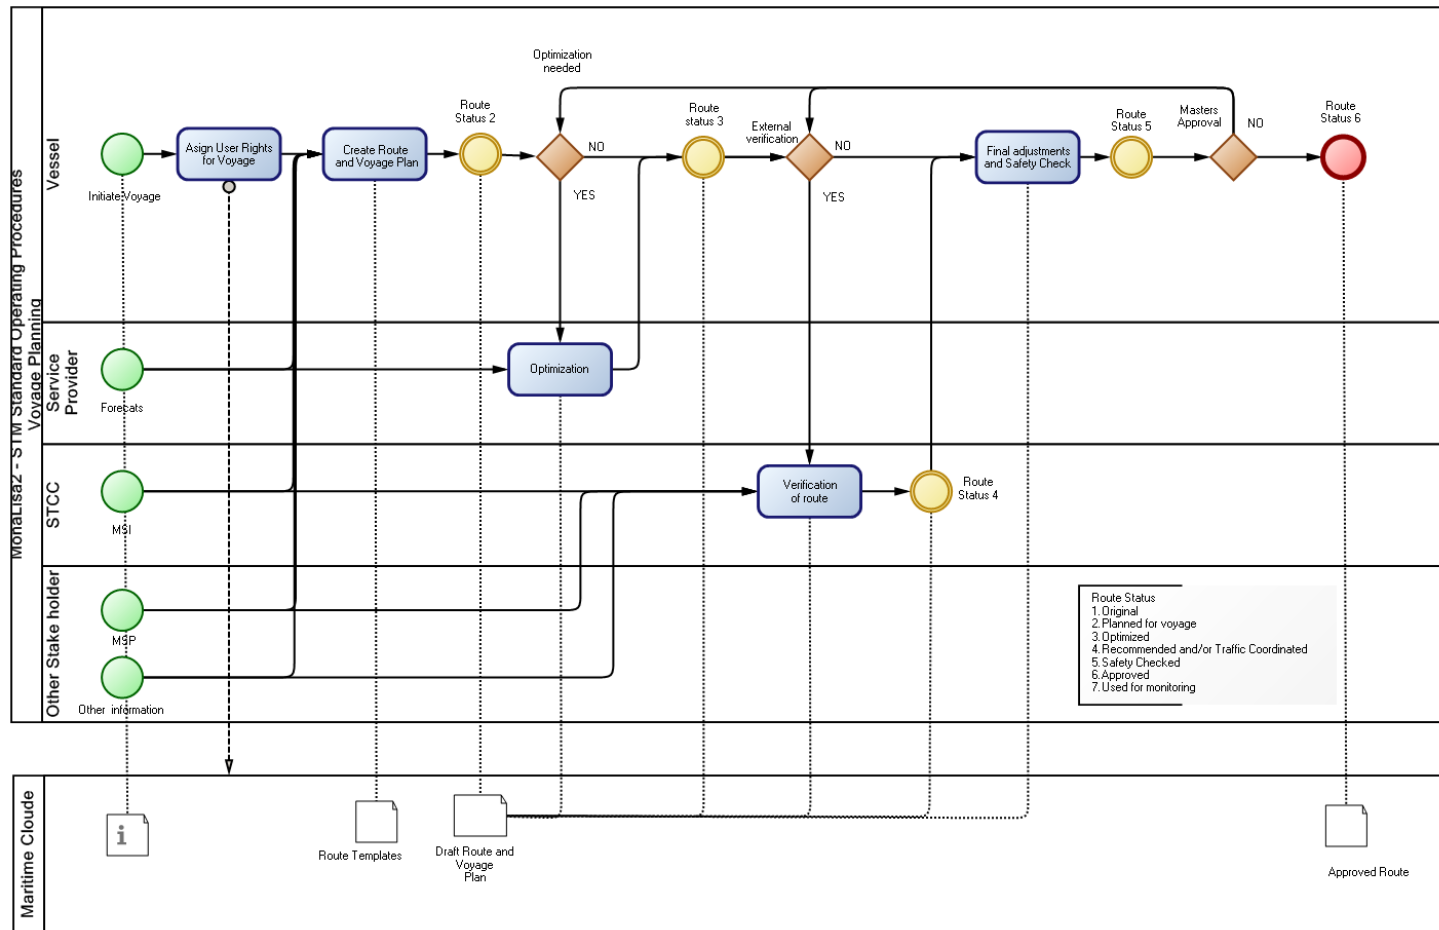 MonaLisa2 - STM Standard Operating Procedures
Voyage Planning
Vessel
Service
Provider
STCC
Other Stake holder
Maritime Cloude
Optimization
needed
Route
Status 2
Route
status 3
External
verification
Route
Status 5
Masters
Approval
Route
Status 6
Asign User Rights
for Voyage
Create Route
and Voyage Plan
NO
YES
NO
YES
Final adjustments
and Safety Check
NO
Initiate Voyage
Optimization
Forecats
Verification
of route
Route
Status 4
MSI
MSP
Other information
Route Status
1.Original
2.Planned for voyage
3.Optimized
4.Recommended and/or Traffic Coordinated
5.Safety Checked
6.Approved
7.Used for monitoring
i
Route Templates
Draft Route and
Voyage
Plan
Approved Route